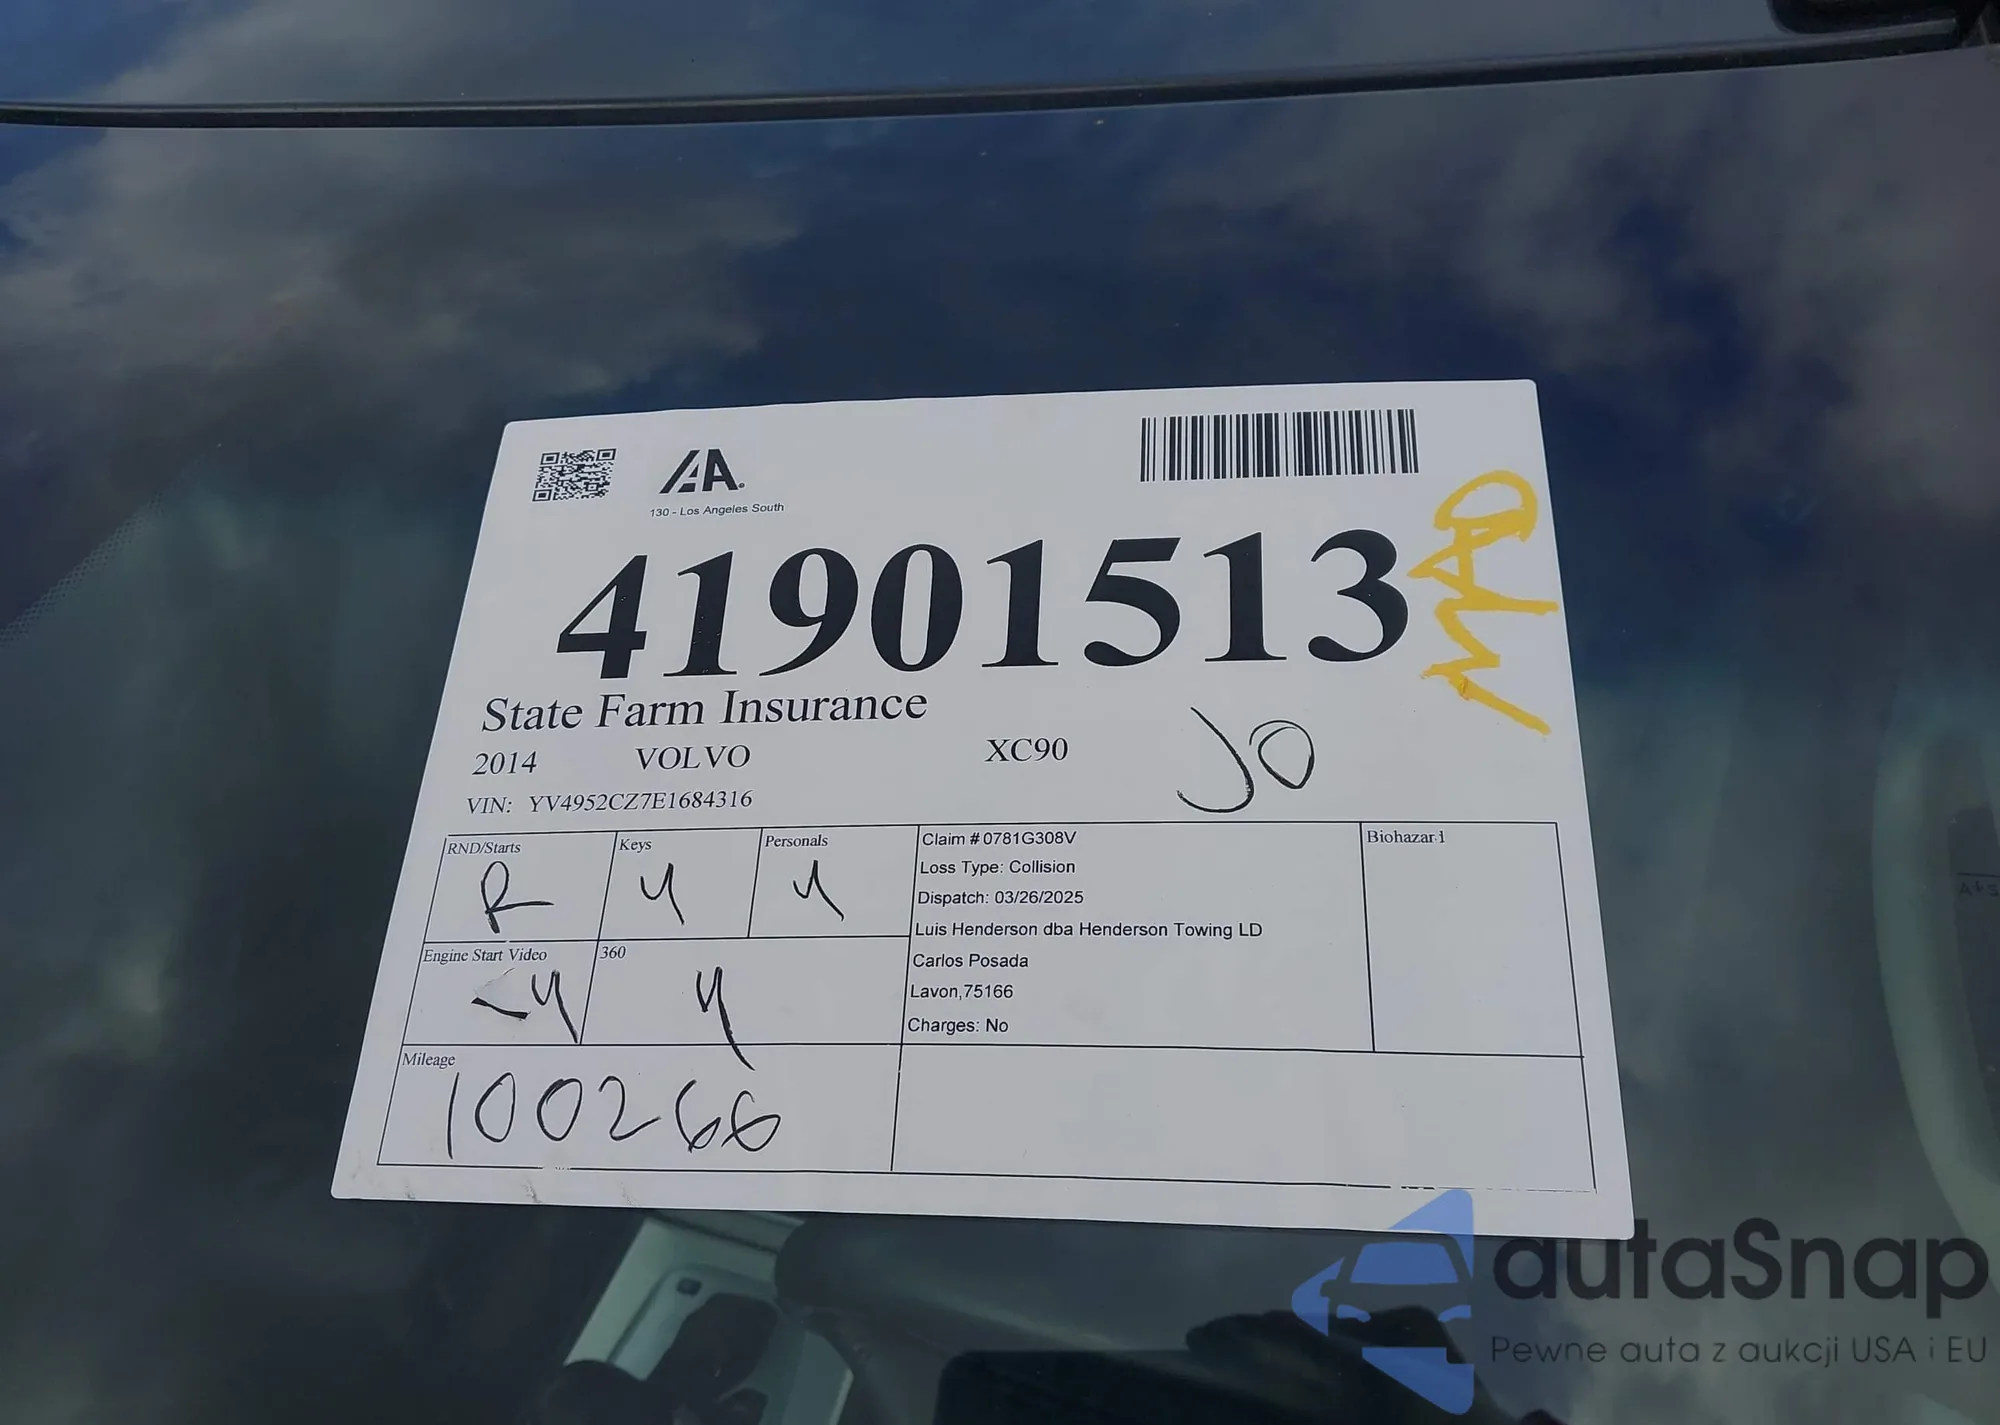 IAA
130 - Los Angeles South
41901513
MAD
State Farm Insurance
2014 VOLVO XC90
JO
VIN: YV4952CZ7E1684316
RND/Starts Keys Personals
R y y
Claim # 0781G308V
Loss Type: Collision
Dispatch: 03/26/2025
Luis Henderson dba Henderson Towing LD
Carlos Posada
Lavon,75166
Charges: No
Biohazard
Engine Start Video 360
y y
Mileage
100266
autaSnap
Pewne auta z aukcji USA i EU